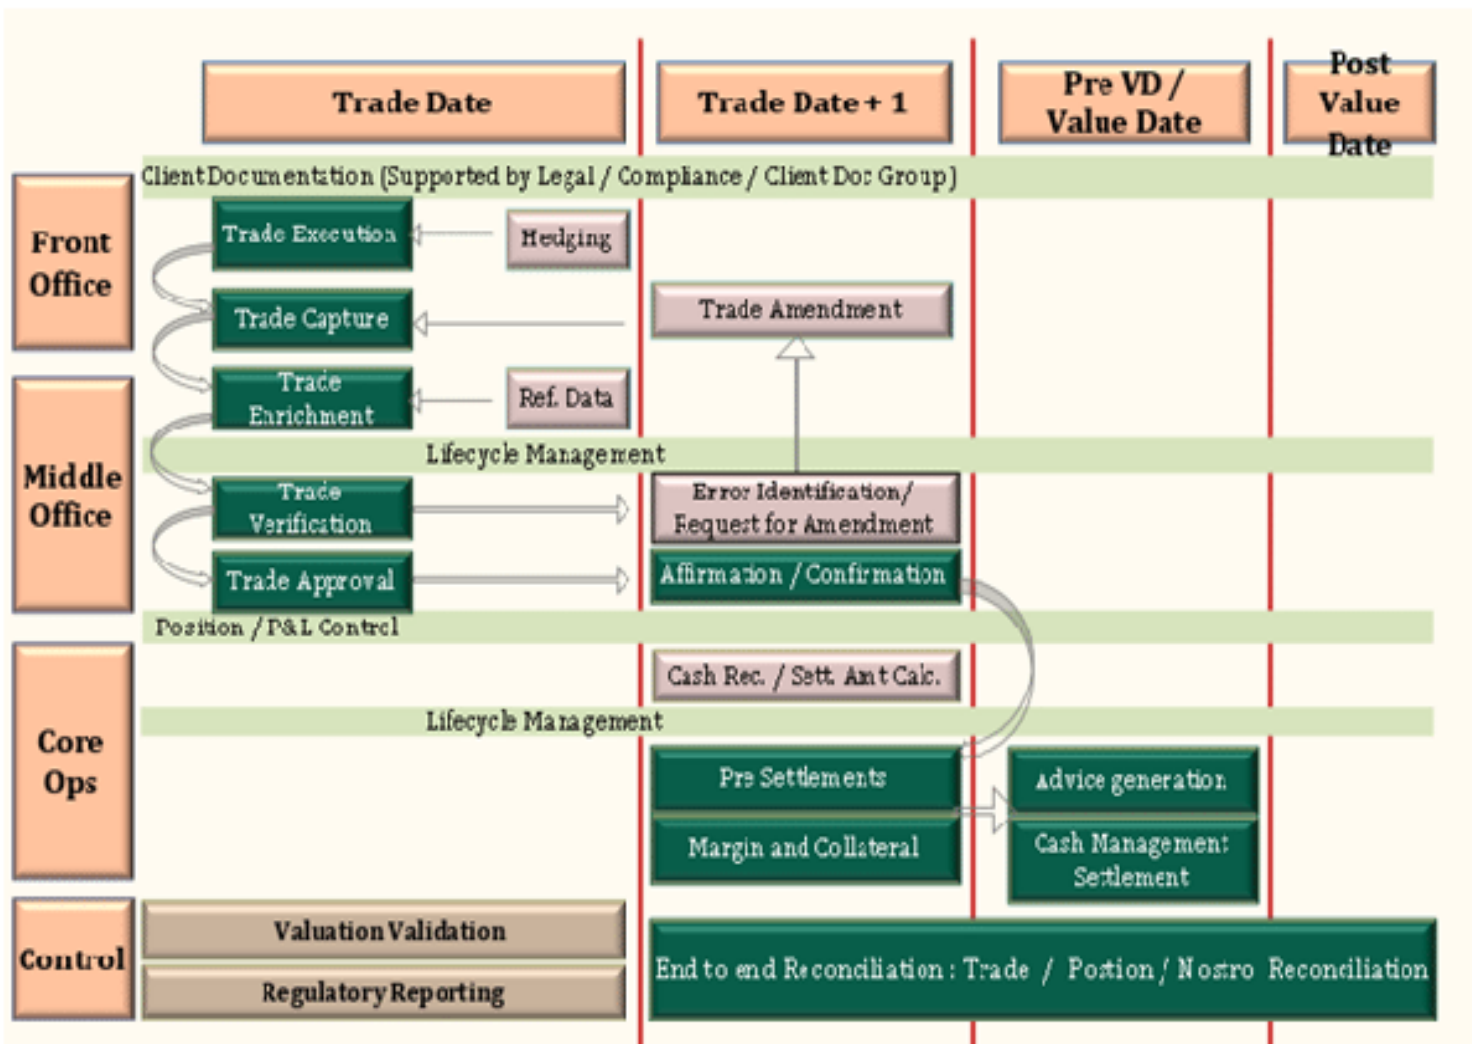 Trade Date
Trade Date + 1
Pre VD /
Value Date
Post
Value
Date
Client Documentation (Supported by Legal / Compliance / Client Doc Group)
Front
Office
Trade Execution
Hedging
Trade Capture
Trade Amendment
Middle
Office
Trade
Enrichment
Ref. Data
Lifecycle Management
Trade
Verification
Error Identification/
Request for Amendment
Trade Approval
Affirmation / Confirmation
Position / P&L Control
Core
Ops
Cash Rec. / Sett. Amt Calc.
Lifecycle Management
Pre Settlements
Advice generation
Margin and Collateral
Cash Management
Settlement
Control
Valuation Validation
Regulatory Reporting
End to end Reconciliation : Trade / Postion / Nostro Reconciliation